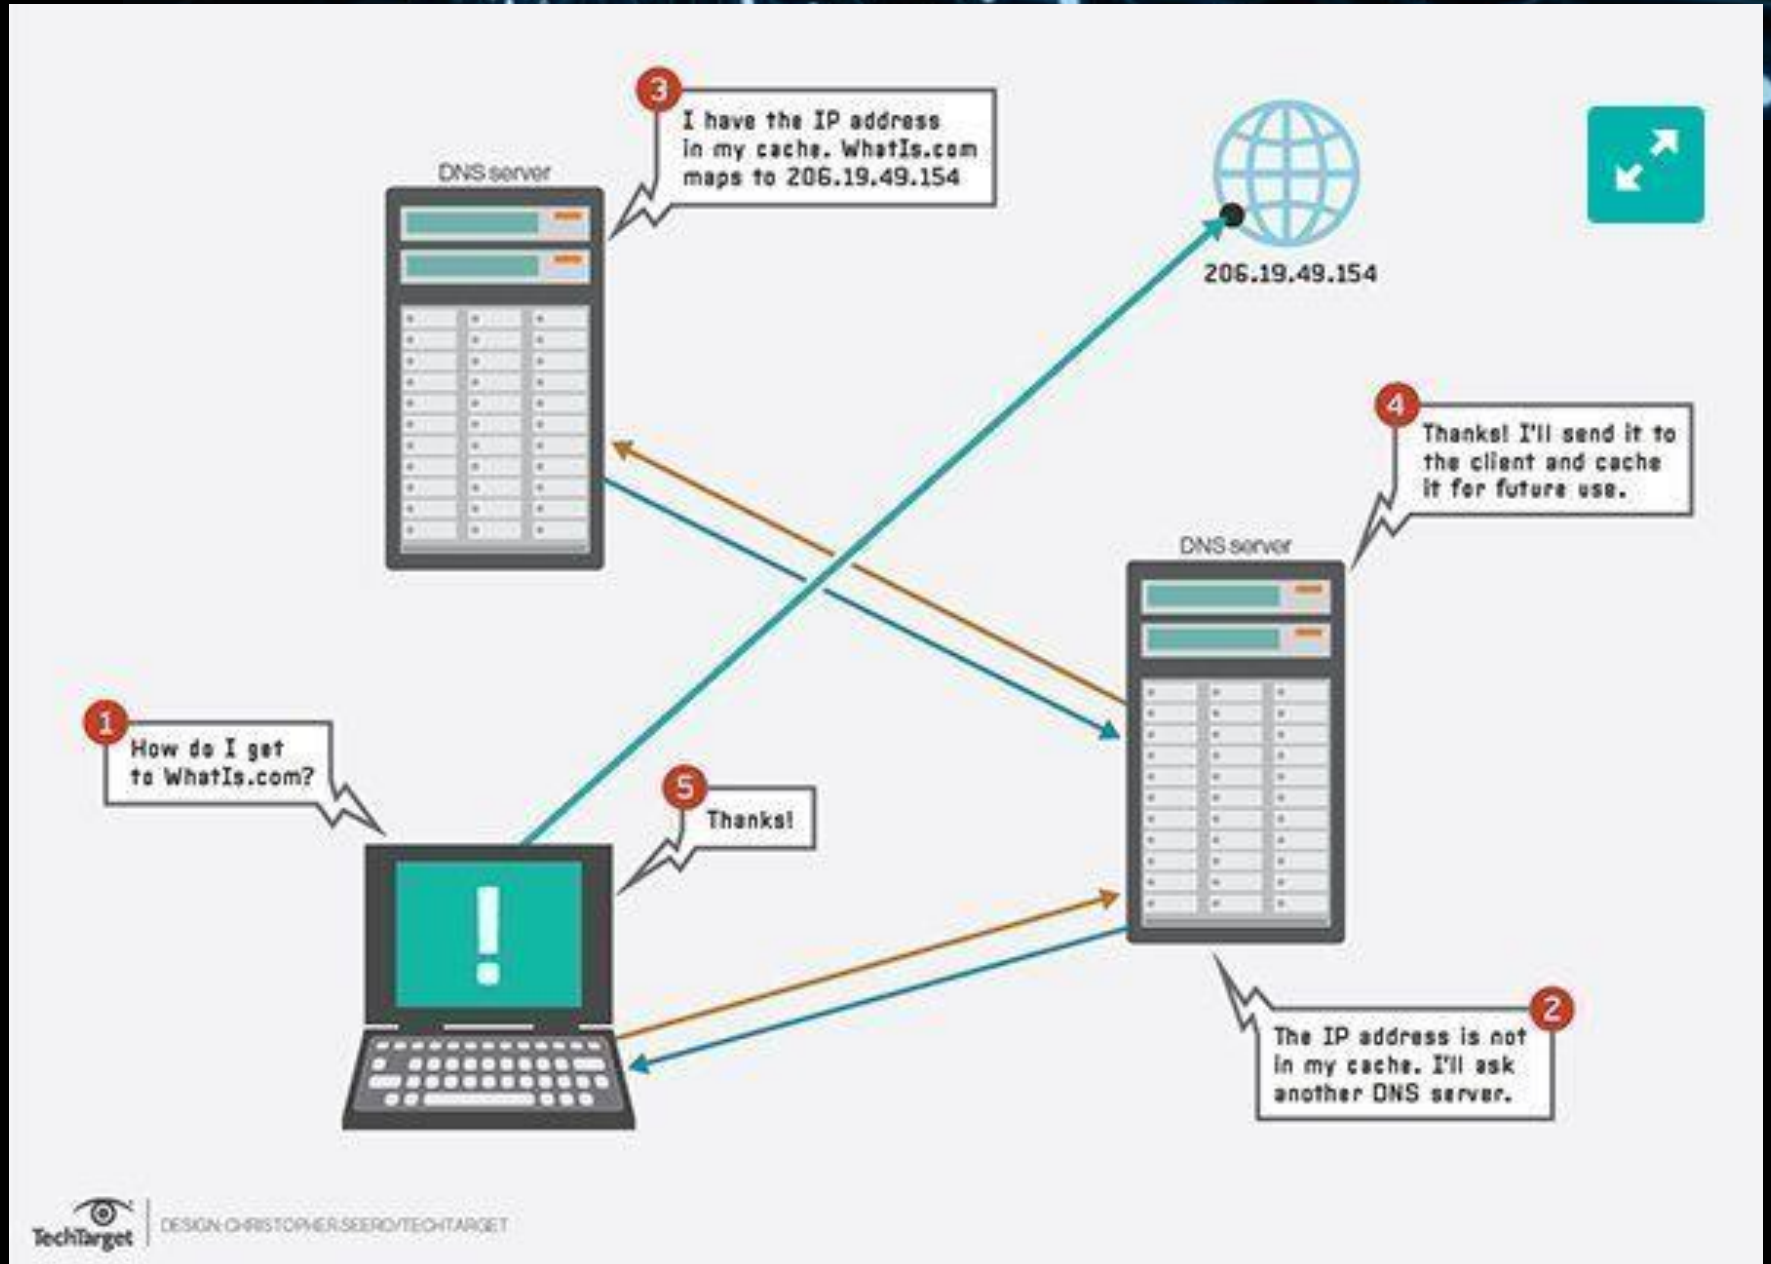 3
I have the IP address
in my cache. WhatIs.com
maps to 206.19.49.154
DNS server
206.19.49.154
4
Thanks! I'll send it to
the client and cache
it for future use.
DNS server
1
How do I get
to WhatIs.com?
5
Thanks!
!
2
The IP address is not
in my cache. I'll ask
another DNS server.
TechTarget
DESIGN: CHRISTOPHER SEERO/TECHTARGET